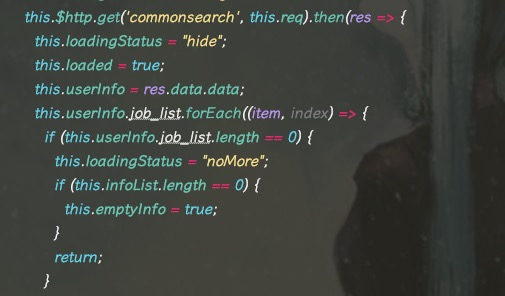 this.$http.get('commonsearch', this.req).then(res => {
this.loadingStatus = "hide";
this.loaded = true;
this.userInfo = res.data.data;
this.userInfo.job_list.forEach((item, index) => {
if (this.userInfo.job_list.length == 0) {
this.loadingStatus = "noMore";
if (this.infoList.length == 0) {
this.emptyInfo = true;
}
return;
}